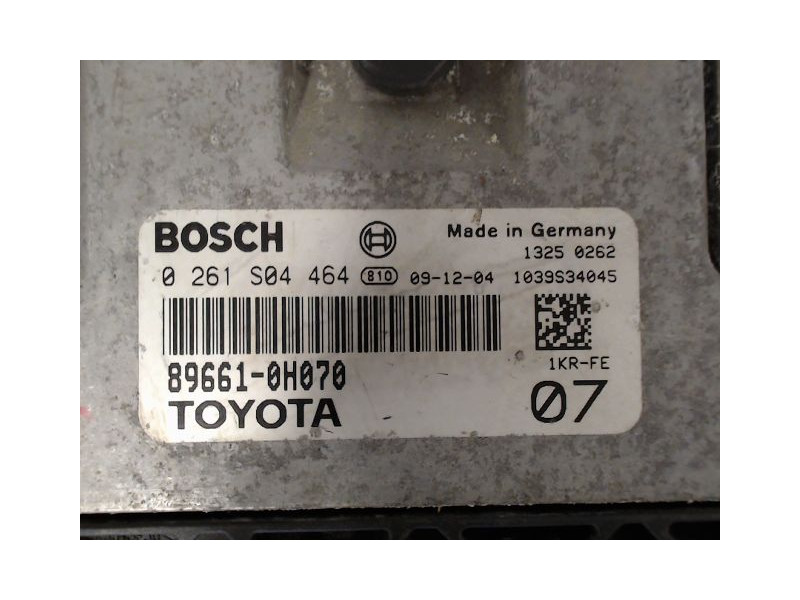 BOSCH
Made in Germany
1325 0262
0 261 S04 464 810 09-12-04 1039S34045
89661-0H070
1KR-FE
TOYOTA
07